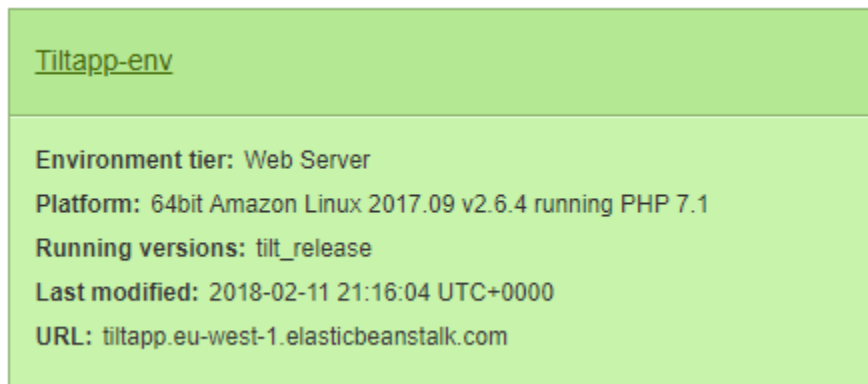 Tiltapp-env
Environment tier: Web Server
Platform: 64bit Amazon Linux 2017.09 v2.6.4 running PHP 7.1
Running versions: tilt_release
Last modified: 2018-02-11 21:16:04 UTC+0000
URL: tiltapp.eu-west-1.elasticbeanstalk.com